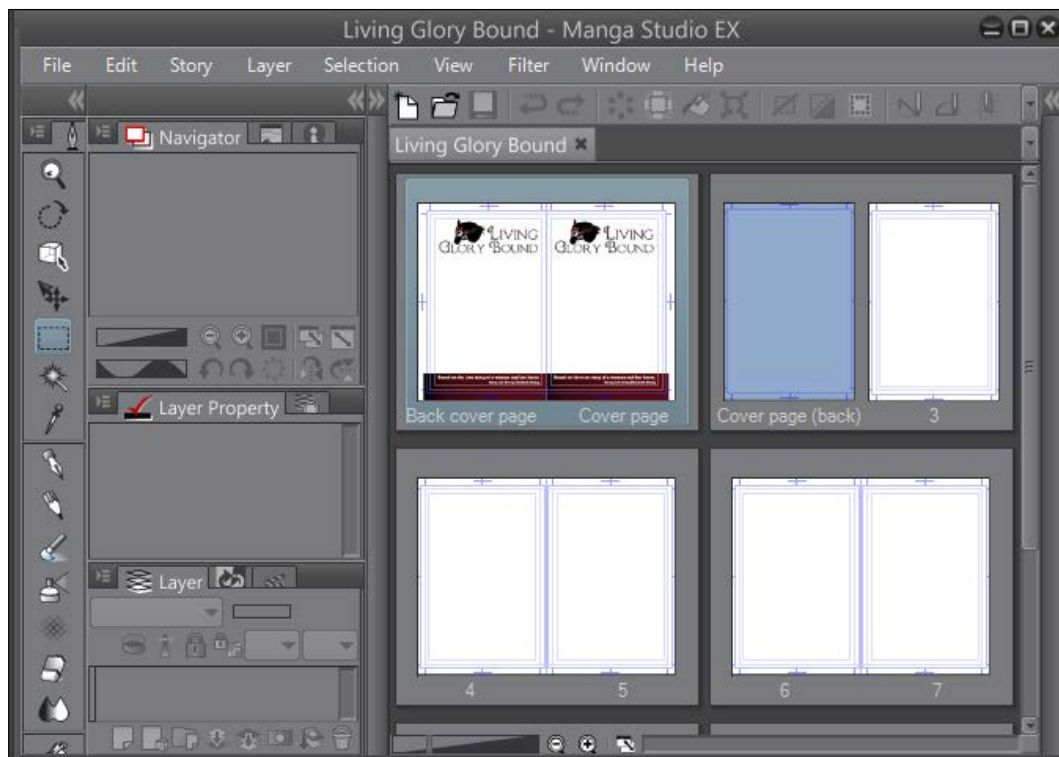 Living Glory Bound - Manga Studio EX
File Edit Story Layer Selection View Filter Window Help
Navigator
Living Glory Bound
LIVING
GLORY BOUND
LIVING
GLORY BOUND
Back cover page Cover page
Cover page (back) 3
Layer Property
Layer
4 5
6 7